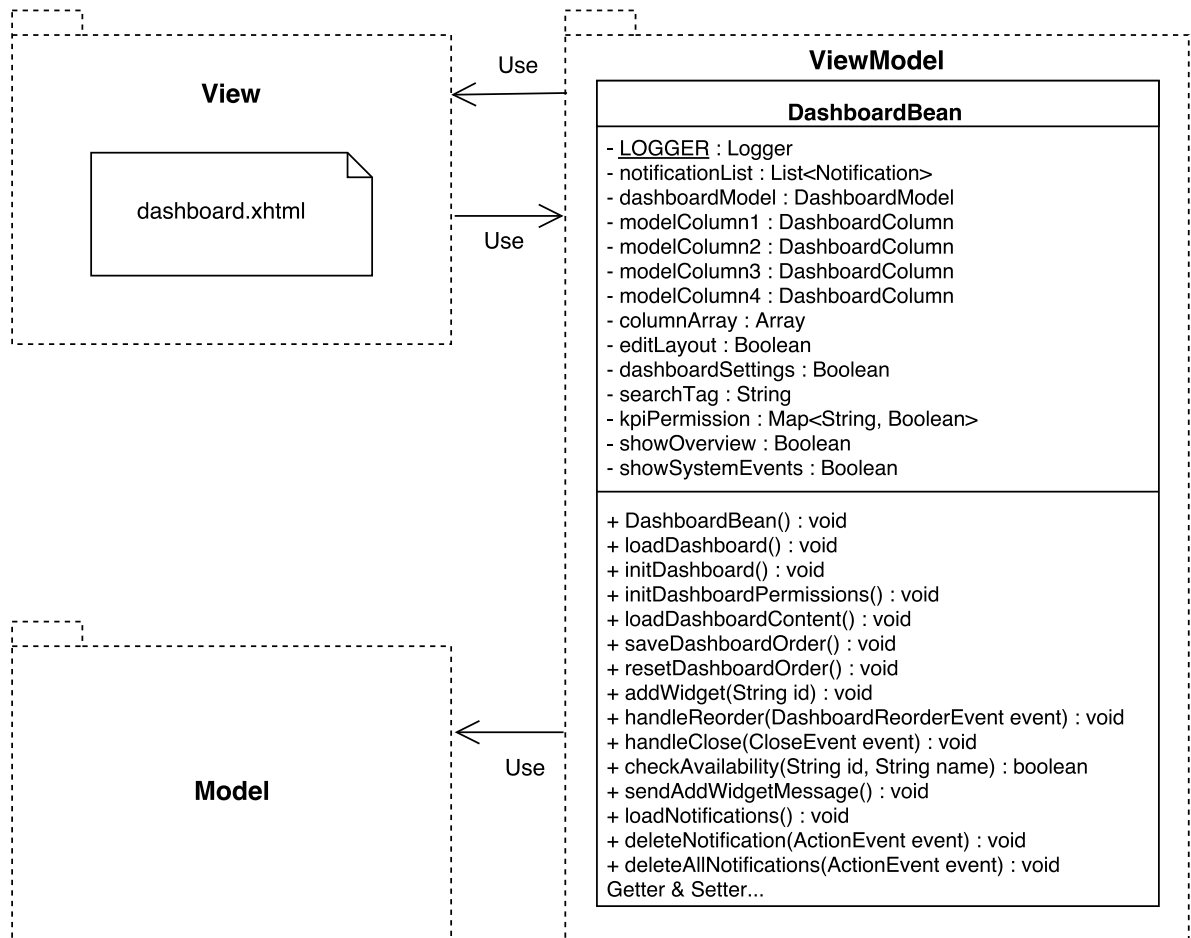 View
dashboard.xhtml
Use
Use
ViewModel
DashboardBean
- LOGGER : Logger
- notificationList : List<Notification>
- dashboardModel : DashboardModel
- modelColumn1 : DashboardColumn
- modelColumn2 : DashboardColumn
- modelColumn3 : DashboardColumn
- modelColumn4 : DashboardColumn
- columnArray : Array
- editLayout : Boolean
- dashboardSettings : Boolean
- searchTag : String
- kpiPermission : Map<String, Boolean>
- showOverview : Boolean
- showSystemEvents : Boolean
+ DashboardBean() : void
+ loadDashboard() : void
+ initDashboard() : void
+ initDashboardPermissions() : void
+ loadDashboardContent() : void
+ saveDashboardOrder() : void
+ resetDashboardOrder() : void
+ addWidget(String id) : void
+ handleReorder(DashboardReorderEvent event) : void
+ handleClose(CloseEvent event) : void
+ checkAvailability(String id, String name) : boolean
+ sendAddWidgetMessage() : void
+ loadNotifications() : void
+ deleteNotification(ActionEvent event) : void
+ deleteAllNotifications(ActionEvent event) : void
Getter & Setter...
Use
Model